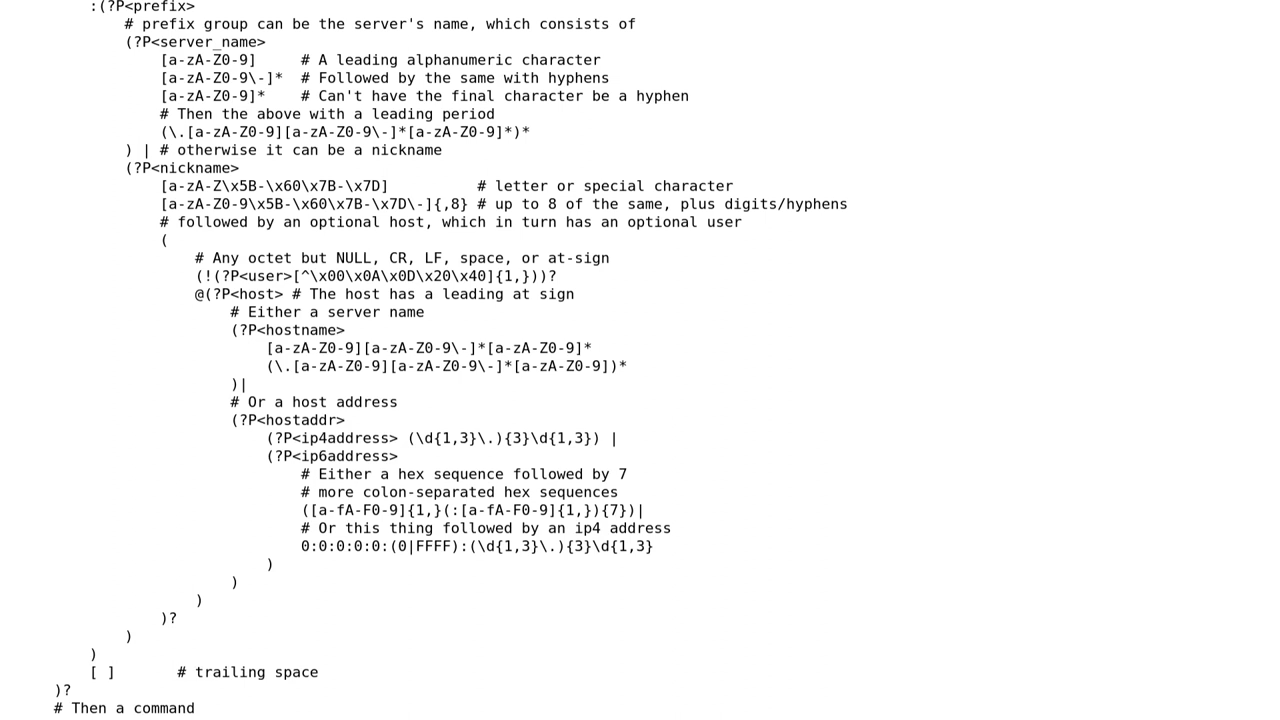 :(?P<prefix>
# prefix group can be the server's name, which consists of
(?P<server_name>
[a-zA-Z0-9]     # A leading alphanumeric character
[a-zA-Z0-9\-]*  # Followed by the same with hyphens
[a-zA-Z0-9]*    # Can't have the final character be a hyphen
# Then the above with a leading period
(\.[a-zA-Z0-9][a-zA-Z0-9\-]*[a-zA-Z0-9]*)*
) | # otherwise it can be a nickname
(?P<nickname>
[a-zA-Z\x5B-\x60\x7B-\x7D]          # letter or special character
[a-zA-Z0-9\x5B-\x60\x7B-\x7D\-]{,8} # up to 8 of the same, plus digits/hyphens
# followed by an optional host, which in turn has an optional user
(
# Any octet but NULL, CR, LF, space, or at-sign
(!(?P<user>[^\x00\x0A\x0D\x20\x40]{1,}))?
@(?P<host> # The host has a leading at sign
# Either a server name
(?P<hostname>
[a-zA-Z0-9][a-zA-Z0-9\-]*[a-zA-Z0-9]*
(\.[a-zA-Z0-9][a-zA-Z0-9\-]*[a-zA-Z0-9])*
)|
# Or a host address
(?P<hostaddr>
(?P<ip4address> (\d{1,3}\.){3}\d{1,3}) |
(?P<ip6address>
# Either a hex sequence followed by 7
# more colon-separated hex sequences
([a-fA-F0-9]{1,}(:[a-fA-F0-9]{1,}){7})|
# Or this thing followed by an ip4 address
0:0:0:0:0:(0|FFFF):(\d{1,3}\.){3}\d{1,3}
)
)
)
)?
)
)
[ ]       # trailing space
)?
# Then a command